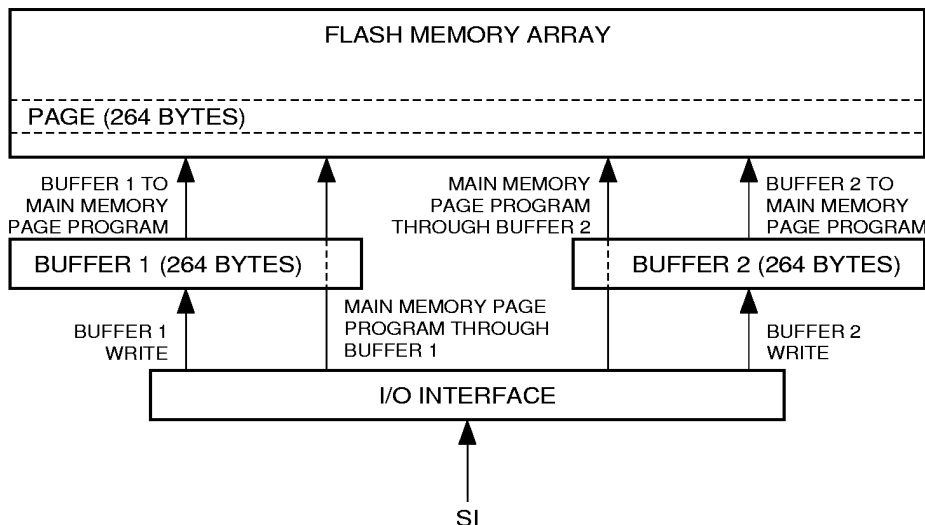 FLASH MEMORY ARRAY
PAGE (264 BYTES)
BUFFER 1 TO
MAIN MEMORY
PAGE PROGRAM
MAIN MEMORY
PAGE PROGRAM
THROUGH BUFFER 2
BUFFER 2 TO
MAIN MEMORY
PAGE PROGRAM
BUFFER 1 (264 BYTES)
BUFFER 2 (264 BYTES)
BUFFER 1
WRITE
MAIN MEMORY PAGE
PROGRAM THROUGH
BUFFER 1
BUFFER 2
WRITE
I/O INTERFACE
SI